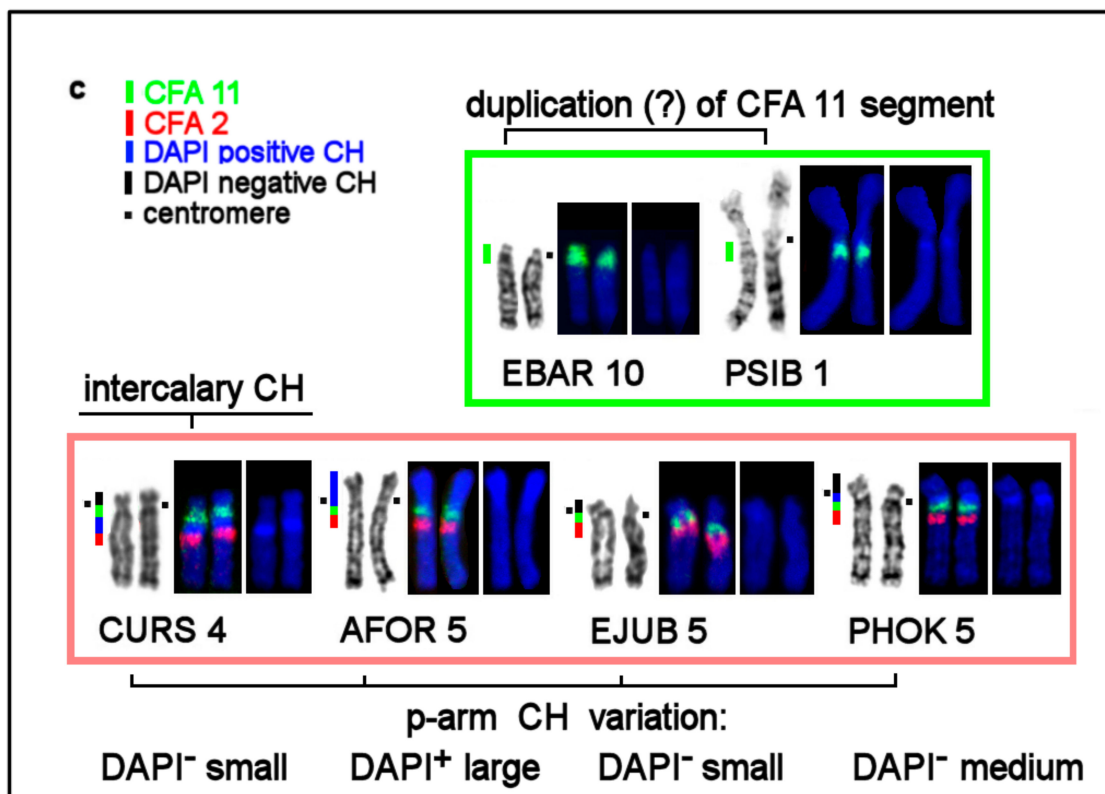 c
CFA 11
CFA 2
DAPI positive CH
DAPI negative CH
centromere
duplication (?) of CFA 11 segment
EBAR 10
PSIB 1
intercalary CH
CURS 4
AFOR 5
EJUB 5
PHOK 5
p-arm CH variation:
DAPI⁻ small
DAPI⁺ large
DAPI⁻ small
DAPI⁻ medium